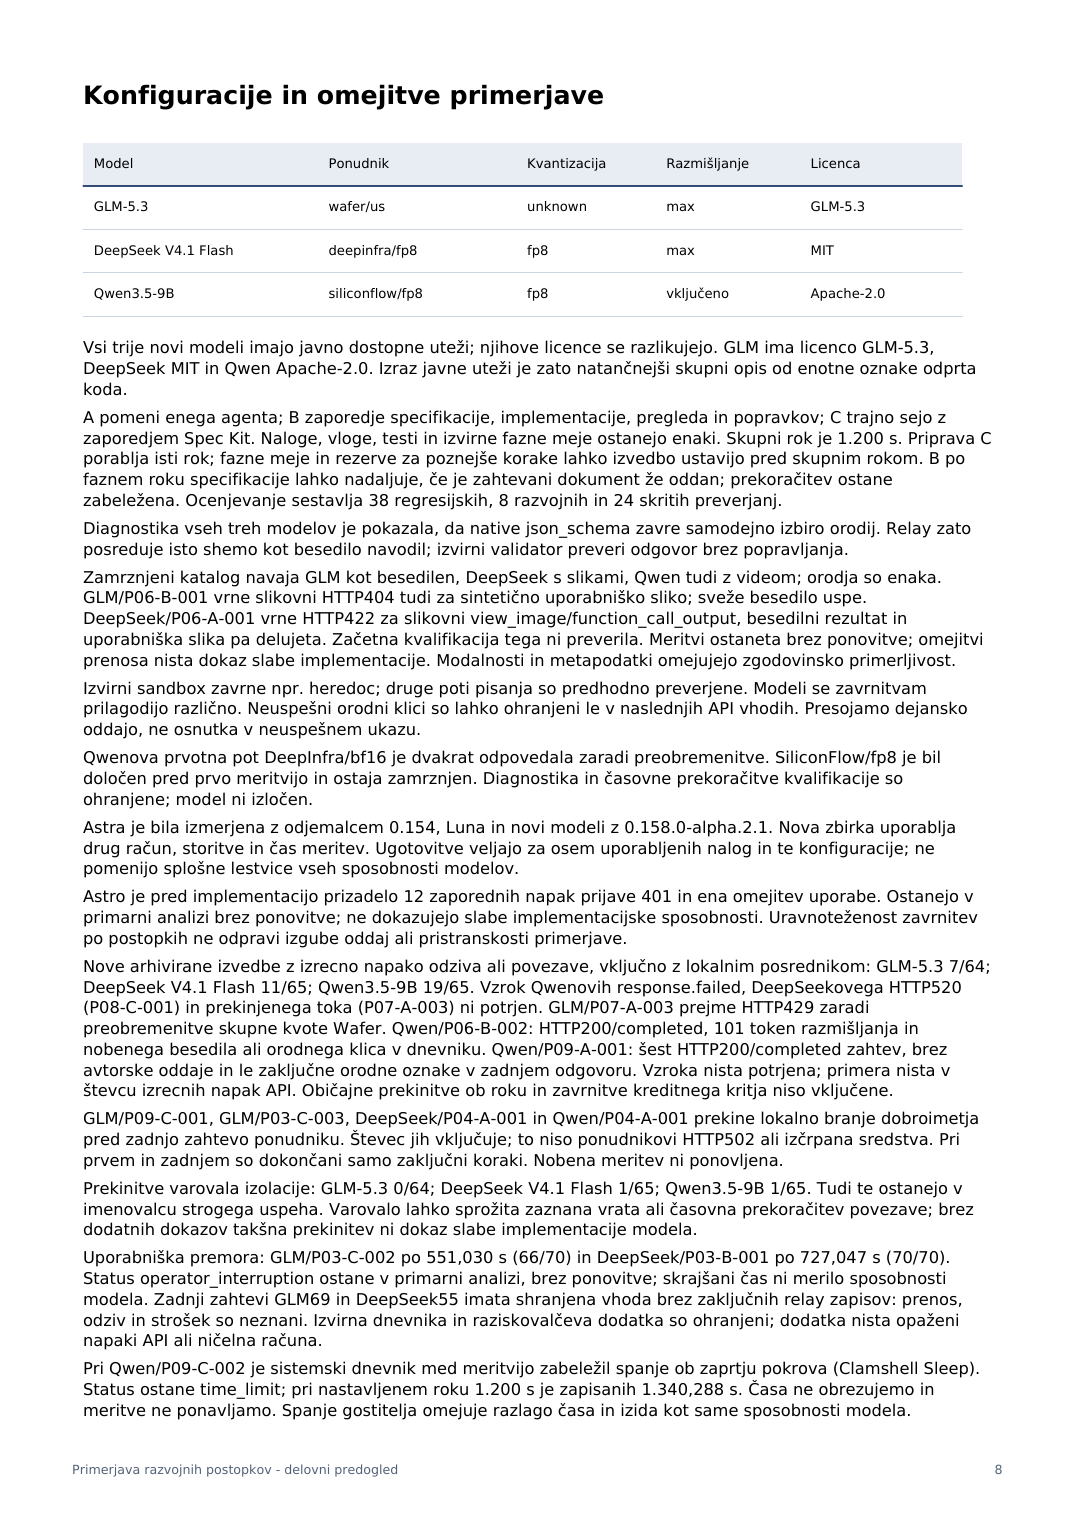 Konfiguracije in omejitve primerjave
Model Ponudnik Kvantizacija Razmišljanje Licenca
GLM-5.3 wafer/us unknown max GLM-5.3
DeepSeek V4.1 Flash deepinfra/fp8 fp8 max MIT
Qwen3.5-9B siliconflow/fp8 fp8 vključeno Apache-2.0
Vsi trije novi modeli imajo javno dostopne uteži; njihove licence se razlikujejo. GLM ima licenco GLM-5.3,
DeepSeek MIT in Qwen Apache-2.0. Izraz javne uteži je zato natančnejši skupni opis od enotne oznake odprta
koda.
A pomeni enega agenta; B zaporedje specifikacije, implementacije, pregleda in popravkov; C trajno sejo z
zaporedjem Spec Kit. Naloge, vloge, testi in izvirne fazne meje ostanejo enaki. Skupni rok je 1.200 s. Priprava C
porablja isti rok; fazne meje in rezerve za poznejše korake lahko izvedbo ustavijo pred skupnim rokom. B po
faznem roku specifikacije lahko nadaljuje, če je zahtevani dokument že oddan; prekoračitev ostane
zabeležena. Ocenjevanje sestavlja 38 regresijskih, 8 razvojnih in 24 skritih preverjanj.
Diagnostika vseh treh modelov je pokazala, da native json_schema zavre samodejno izbiro orodij. Relay zato
posreduje isto shemo kot besedilo navodil; izvirni validator preveri odgovor brez popravljanja.
Zamrznjeni katalog navaja GLM kot besedilen, DeepSeek s slikami, Qwen tudi z videom; orodja so enaka.
GLM/P06-B-001 vrne slikovni HTTP404 tudi za sintetično uporabniško sliko; sveže besedilo uspe.
DeepSeek/P06-A-001 vrne HTTP422 za slikovni view_image/function_call_output, besedilni rezultat in
uporabniška slika pa delujeta. Začetna kvalifikacija tega ni preverila. Meritvi ostaneta brez ponovitve; omejitvi
prenosa nista dokaz slabe implementacije. Modalnosti in metapodatki omejujejo zgodovinsko primerljivost.
Izvirni sandbox zavrne npr. heredoc; druge poti pisanja so predhodno preverjene. Modeli se zavrnitvam
prilagodijo različno. Neuspešni orodni klici so lahko ohranjeni le v naslednjih API vhodih. Presojamo dejansko
oddajo, ne osnutka v neuspešnem ukazu.
Qwenova prvotna pot DeepInfra/bf16 je dvakrat odpovedala zaradi preobremenitve. SiliconFlow/fp8 je bil
določen pred prvo meritvijo in ostaja zamrznjen. Diagnostika in časovne prekoračitve kvalifikacije so
ohranjene; model ni izločen.
Astra je bila izmerjena z odjemalcem 0.154, Luna in novi modeli z 0.158.0-alpha.2.1. Nova zbirka uporablja
drug račun, storitve in čas meritev. Ugotovitve veljajo za osem uporabljenih nalog in te konfiguracije; ne
pomenijo splošne lestvice vseh sposobnosti modelov.
Astro je pred implementacijo prizadelo 12 zaporednih napak prijave 401 in ena omejitev uporabe. Ostanejo v
primarni analizi brez ponovitve; ne dokazujejo slabe implementacijske sposobnosti. Uravnoteženost zavrnitev
po postopkih ne odpravi izgube oddaj ali pristranskosti primerjave.
Nove arhivirane izvedbe z izrecno napako odziva ali povezave, vključno z lokalnim posrednikom: GLM-5.3 7/64;
DeepSeek V4.1 Flash 11/65; Qwen3.5-9B 19/65. Vzrok Qwenovih response.failed, DeepSeekovega HTTP520
(P08-C-001) in prekinjenega toka (P07-A-003) ni potrjen. GLM/P07-A-003 prejme HTTP429 zaradi
preobremenitve skupne kvote Wafer. Qwen/P06-B-002: HTTP200/completed, 101 token razmišljanja in
nobenega besedila ali orodnega klica v dnevniku. Qwen/P09-A-001: šest HTTP200/completed zahtev, brez
avtorske oddaje in le zaključne orodne oznake v zadnjem odgovoru. Vzroka nista potrjena; primera nista v
števcu izrecnih napak API. Običajne prekinitve ob roku in zavrnitve kreditnega kritja niso vključene.
GLM/P09-C-001, GLM/P03-C-003, DeepSeek/P04-A-001 in Qwen/P04-A-001 prekine lokalno branje dobroimetja
pred zadnjo zahtevo ponudniku. Števec jih vključuje; to niso ponudnikovi HTTP502 ali izčrpana sredstva. Pri
prvem in zadnjem so dokončani samo zaključni koraki. Nobena meritev ni ponovljena.
Prekinitve varovala izolacije: GLM-5.3 0/64; DeepSeek V4.1 Flash 1/65; Qwen3.5-9B 1/65. Tudi te ostanejo v
imenovalcu strogega uspeha. Varovalo lahko sprožita zaznana vrata ali časovna prekoračitev povezave; brez
dodatnih dokazov takšna prekinitev ni dokaz slabe implementacije modela.
Uporabniška premora: GLM/P03-C-002 po 551,030 s (66/70) in DeepSeek/P03-B-001 po 727,047 s (70/70).
Status operator_interruption ostane v primarni analizi, brez ponovitve; skrajšani čas ni merilo sposobnosti
modela. Zadnji zahtevi GLM69 in DeepSeek55 imata shranjena vhoda brez zaključnih relay zapisov: prenos,
odziv in strošek so neznani. Izvirna dnevnika in raziskovalčeva dodatka so ohranjeni; dodatka nista opaženi
napaki API ali ničelna računa.
Pri Qwen/P09-C-002 je sistemski dnevnik med meritvijo zabeležil spanje ob zaprtju pokrova (Clamshell Sleep).
Status ostane time_limit; pri nastavljenem roku 1.200 s je zapisanih 1.340,288 s. Časa ne obrezujemo in
meritve ne ponavljamo. Spanje gostitelja omejuje razlago časa in izida kot same sposobnosti modela.
Primerjava razvojnih postopkov - delovni predogled 8